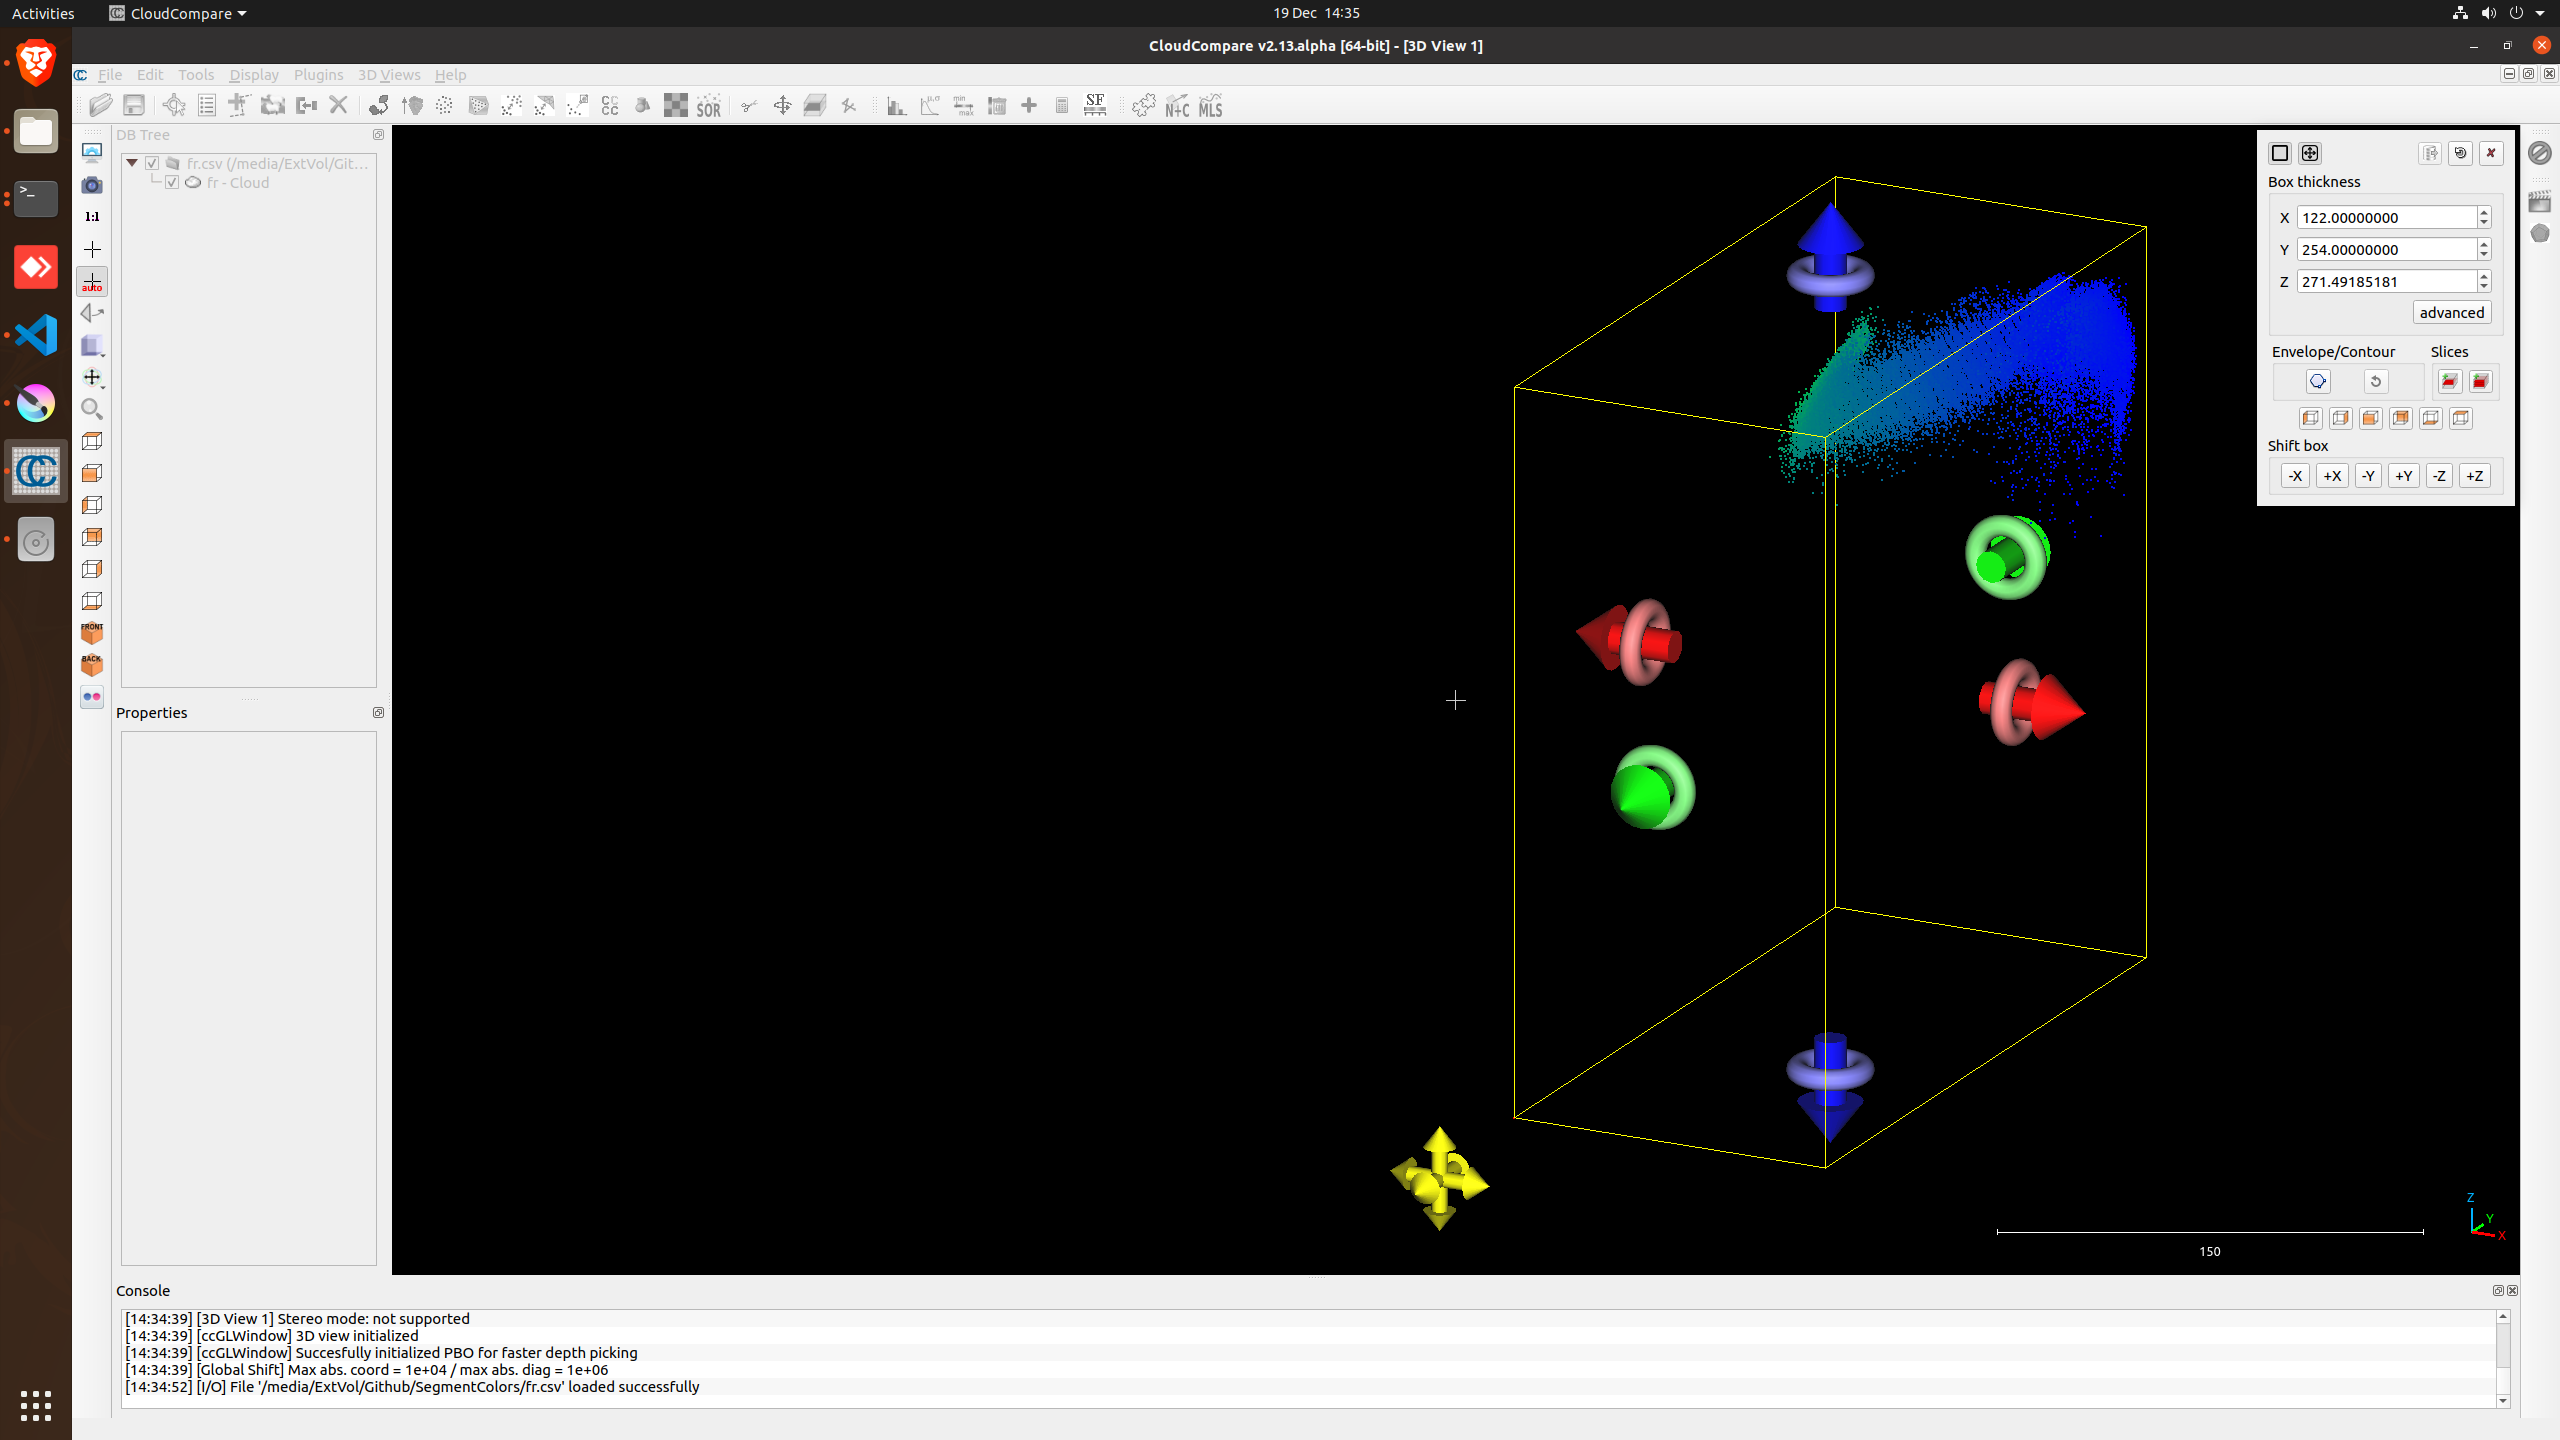 Activities
CloudCompare
19 Dec 14:35
CloudCompare v2.13.alpha [64-bit] - [3D View 1]
File Edit Tools Display Plugins 3D Views Help
CC
CC
SOR
μ,σ
min
max
SF
N+C
MLS
DB Tree
fr.csv (/media/ExtVol/Git...
fr - Cloud
1:1
auto
FRONT
BACK
Properties
Box thickness
X 122.00000000
Y 254.00000000
Z 271.49185181
advanced
Envelope/Contour Slices
Shift box
-X +X -Y +Y -Z +Z
Z
Y
X
150
Console
[14:34:39] [3D View 1] Stereo mode: not supported
[14:34:39] [ccGLWindow] 3D view initialized
[14:34:39] [ccGLWindow] Succesfully initialized PBO for faster depth picking
[14:34:39] [Global Shift] Max abs. coord = 1e+04 / max abs. diag = 1e+06
[14:34:52] [I/O] File '/media/ExtVol/Github/SegmentColors/fr.csv' loaded successfully